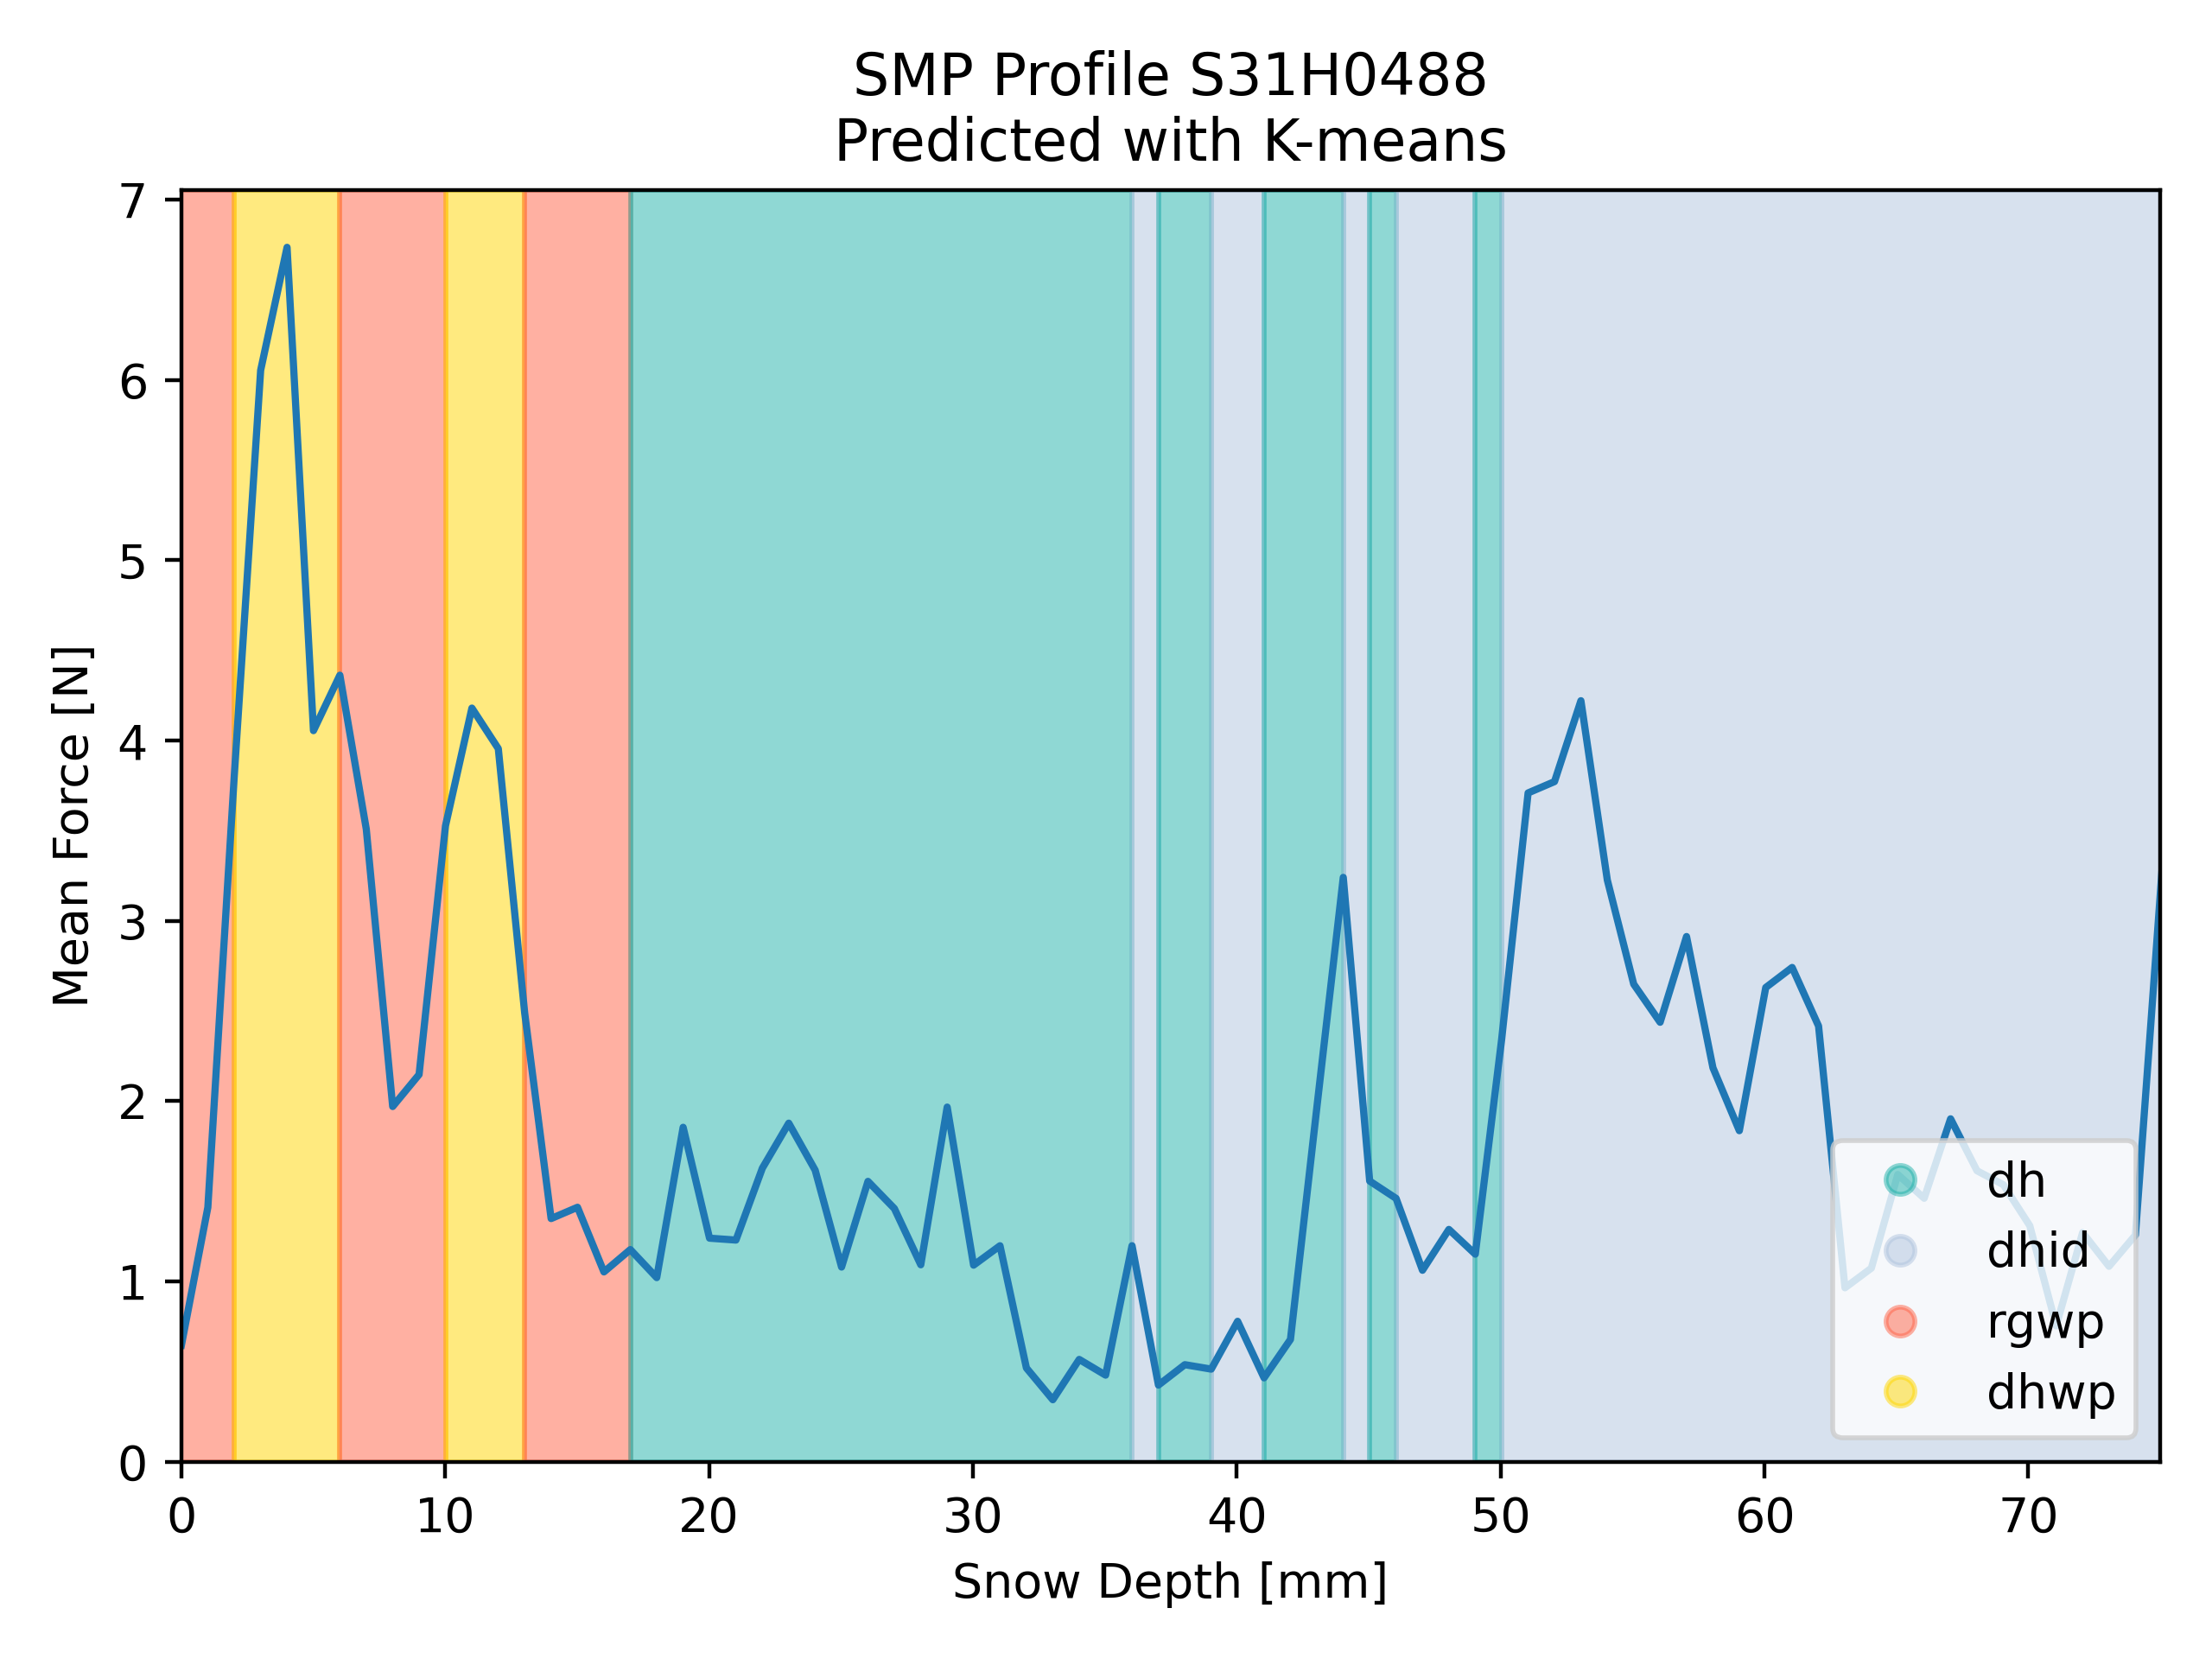 SMP Profile S31H0488
Predicted with K-means
7
6
5
4
3
2
1
0
Mean Force [N]
dh
dhid
rgwp
dhwp
0 10 20 30 40 50 60 70
Snow Depth [mm]